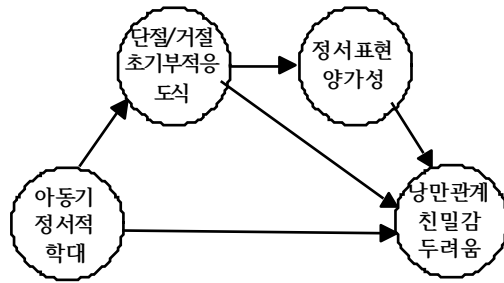 단절/거절
초기부적응
도식
정서표현
양가성
아동기
정서적
학대
낭만관계
친밀감
두려움